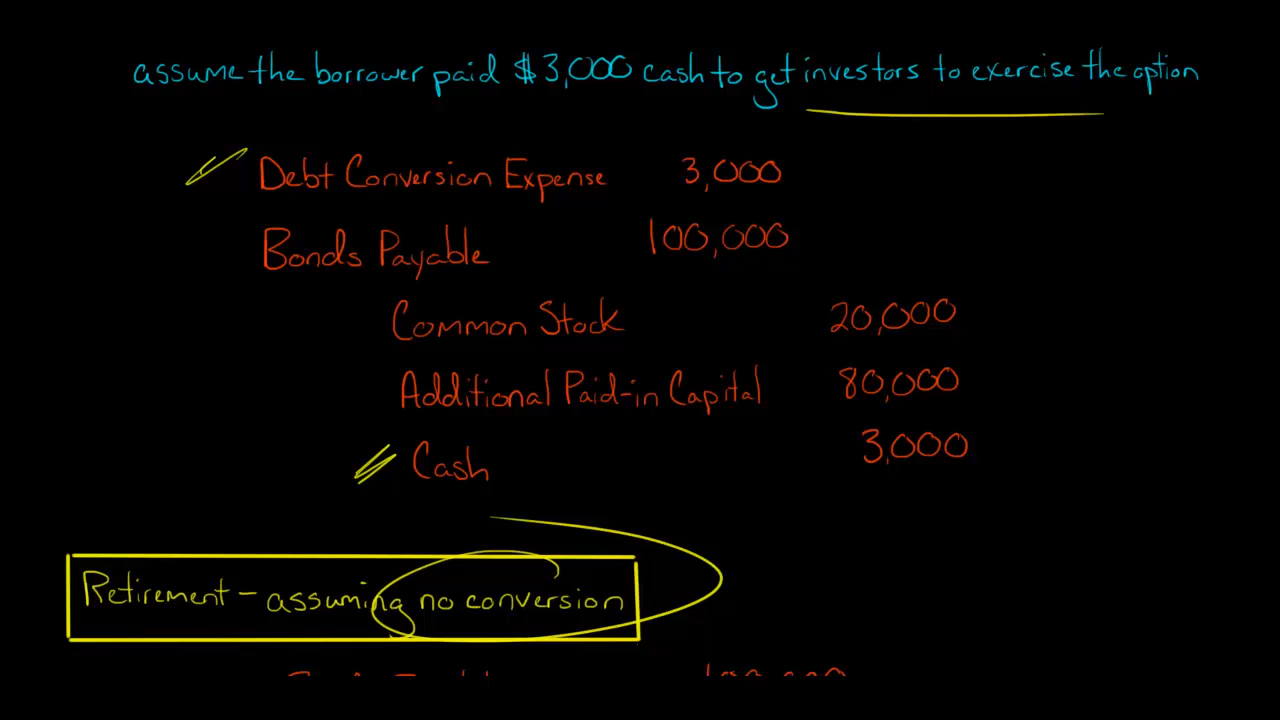 assume the borrower paid $3,000 cash to get investors to exercise the option
Debt Conversion Expense 3,000
Bonds Payable 100,000
Common Stock 20,000
Additional Paid-in Capital 80,000
Cash 3,000
Retirement - assuming no conversion